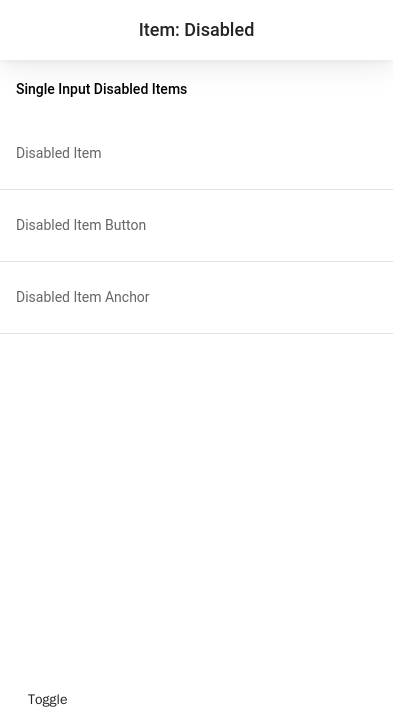 Item: Disabled
Single Input Disabled Items
Disabled Item
Disabled Item Button
Disabled Item Anchor
Toggle